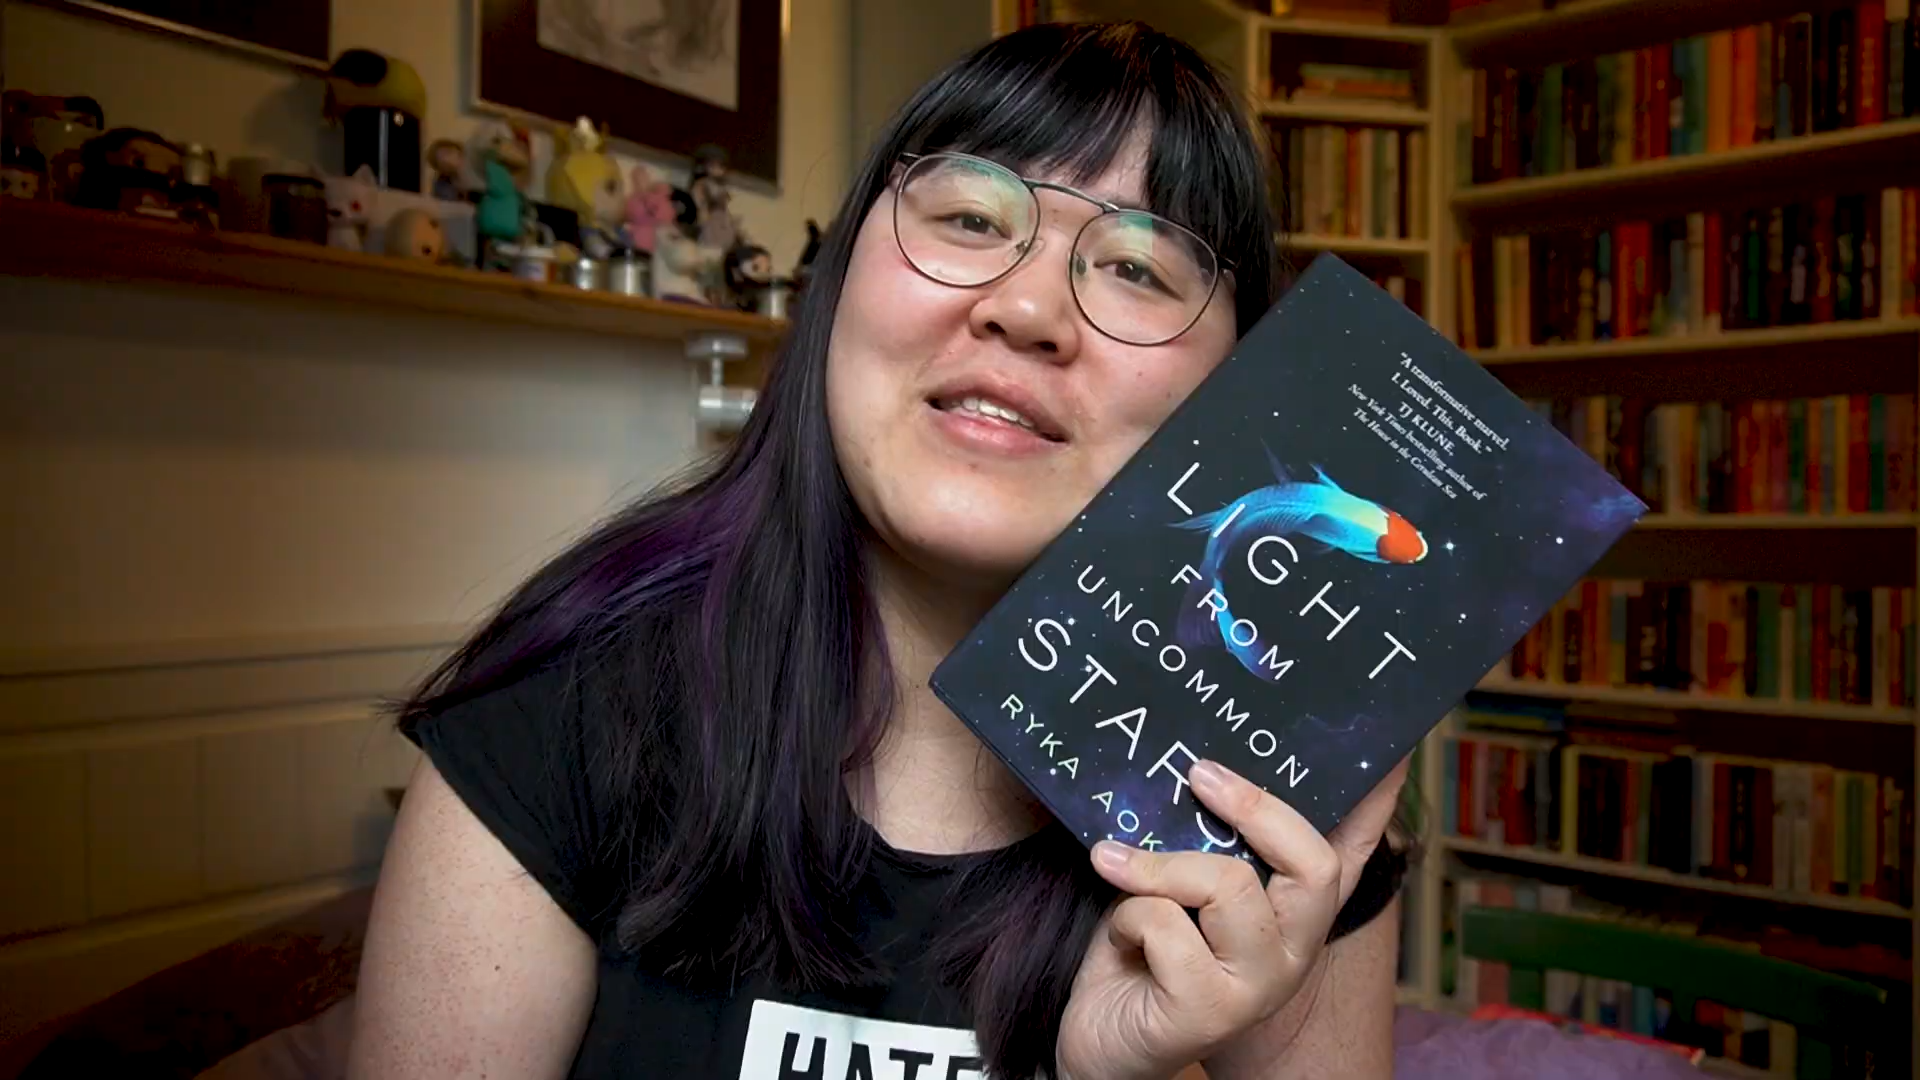 "A transformative marvel.
I. Loved. This. Book."
TJ KLUNE,
New York Times bestselling author of
The House in the Cerulean Sea
LIGHT
FROM
UNCOMMON
STARS
RYKA AOK
HATE